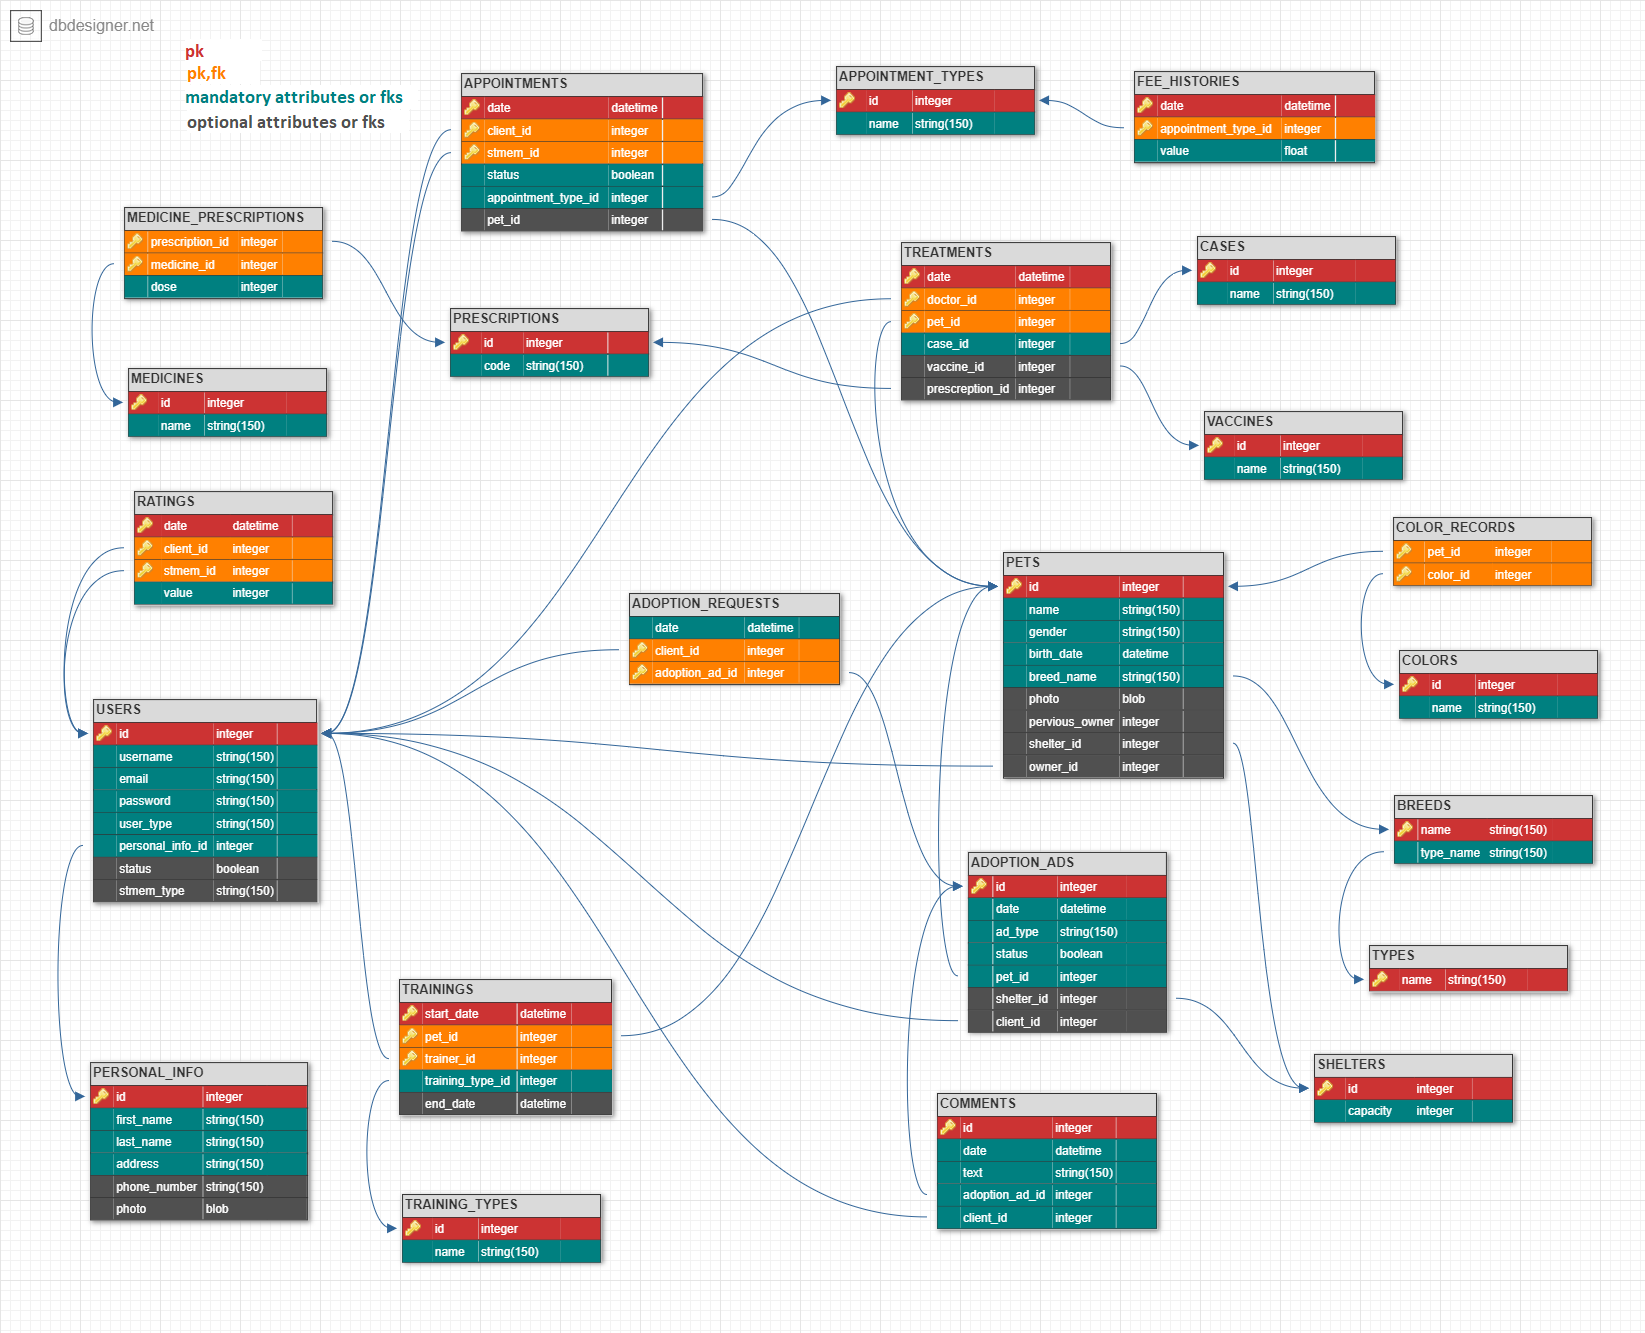 dbdesigner.net
pk
pk,fk
mandatory attributes or fks
optional attributes or fks
APPOINTMENTS
date datetime
client_id integer
stmem_id integer
status boolean
appointment_type_id integer
pet_id integer
APPOINTMENT_TYPES
id integer
name string(150)
FEE_HISTORIES
date datetime
appointment_type_id integer
value float
MEDICINE_PRESCRIPTIONS
prescription_id integer
medicine_id integer
dose integer
PRESCRIPTIONS
id integer
code string(150)
TREATMENTS
date datetime
doctor_id integer
pet_id integer
case_id integer
vaccine_id integer
prescreption_id integer
CASES
id integer
name string(150)
MEDICINES
id integer
name string(150)
VACCINES
id integer
name string(150)
RATINGS
date datetime
client_id integer
stmem_id integer
value integer
ADOPTION_REQUESTS
date datetime
client_id integer
adoption_ad_id integer
PETS
id integer
name string(150)
gender string(150)
birth_date datetime
breed_name string(150)
photo blob
pervious_owner integer
shelter_id integer
owner_id integer
COLOR_RECORDS
pet_id integer
color_id integer
COLORS
id integer
name string(150)
USERS
id integer
username string(150)
email string(150)
password string(150)
user_type string(150)
personal_info_id integer
status boolean
stmem_type string(150)
BREEDS
name string(150)
type_name string(150)
ADOPTION_ADS
id integer
date datetime
ad_type string(150)
status boolean
pet_id integer
shelter_id integer
client_id integer
TYPES
name string(150)
TRAININGS
start_date datetime
pet_id integer
trainer_id integer
training_type_id integer
end_date datetime
PERSONAL_INFO
id integer
first_name string(150)
last_name string(150)
address string(150)
phone_number string(150)
photo blob
SHELTERS
id integer
capacity integer
COMMENTS
id integer
date datetime
text string(150)
adoption_ad_id integer
client_id integer
TRAINING_TYPES
id integer
name string(150)